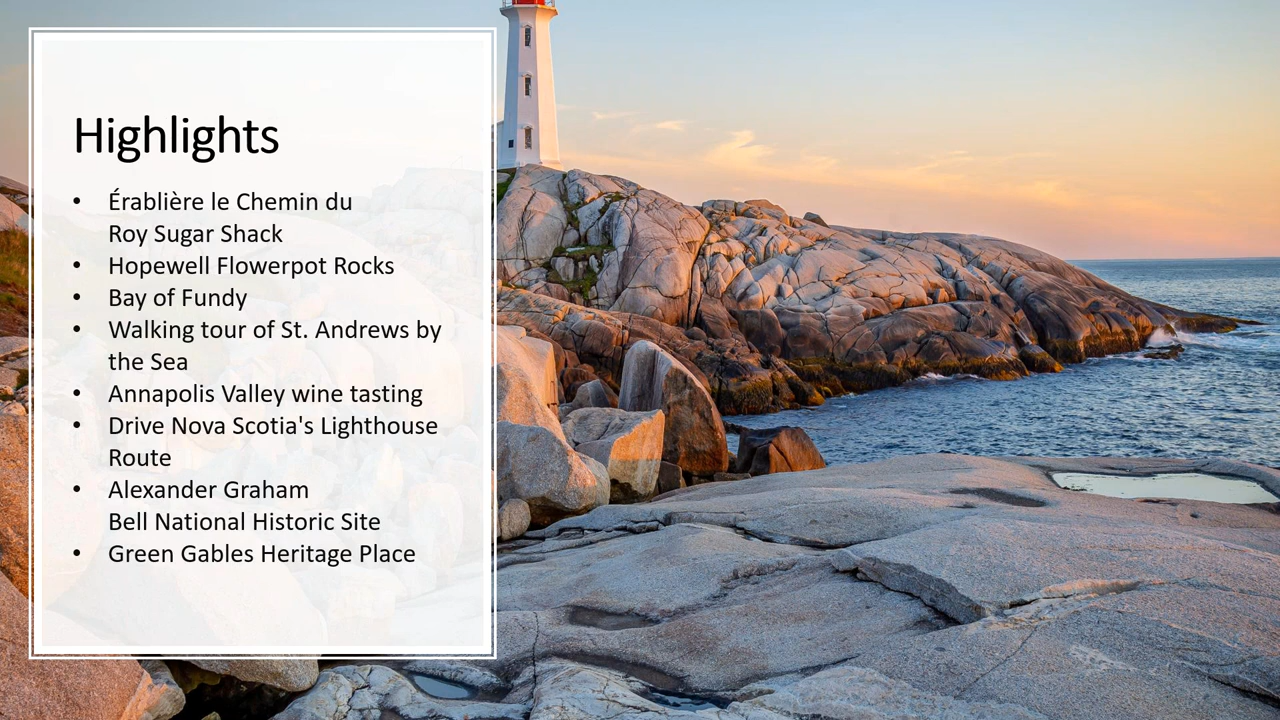 Highlights
• Érablière le Chemin du
Roy Sugar Shack
• Hopewell Flowerpot Rocks
• Bay of Fundy
• Walking tour of St. Andrews by
the Sea
• Annapolis Valley wine tasting
• Drive Nova Scotia's Lighthouse
Route
• Alexander Graham
Bell National Historic Site
• Green Gables Heritage Place